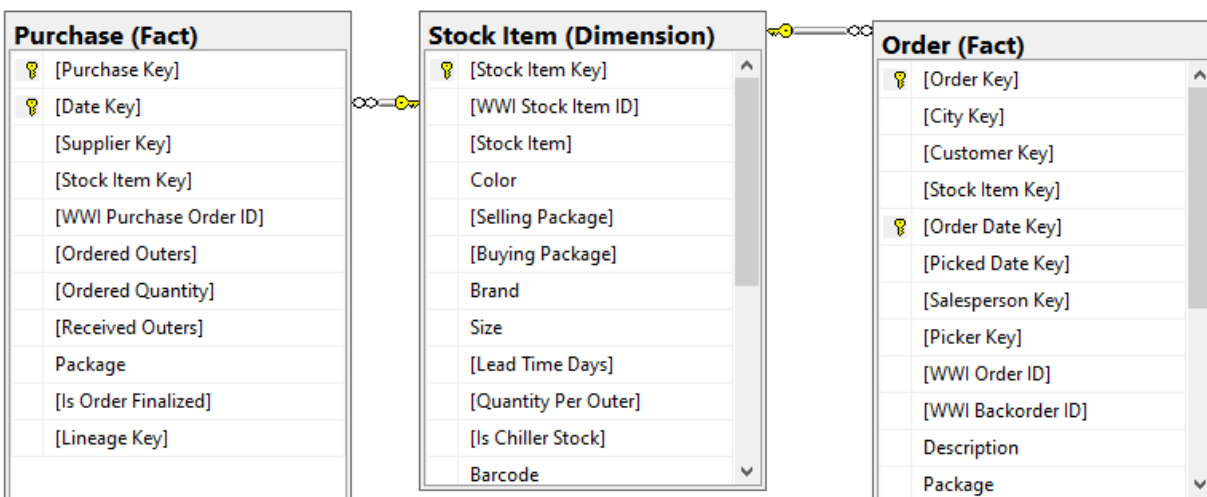 Purchase (Fact)
[Purchase Key]
[Date Key]
[Supplier Key]
[Stock Item Key]
[WWI Purchase Order ID]
[Ordered Outers]
[Ordered Quantity]
[Received Outers]
Package
[Is Order Finalized]
[Lineage Key]
Stock Item (Dimension)
[Stock Item Key]
[WWI Stock Item ID]
[Stock Item]
Color
[Selling Package]
[Buying Package]
Brand
Size
[Lead Time Days]
[Quantity Per Outer]
[Is Chiller Stock]
Barcode
Order (Fact)
[Order Key]
[City Key]
[Customer Key]
[Stock Item Key]
[Order Date Key]
[Picked Date Key]
[Salesperson Key]
[Picker Key]
[WWI Order ID]
[WWI Backorder ID]
Description
Package